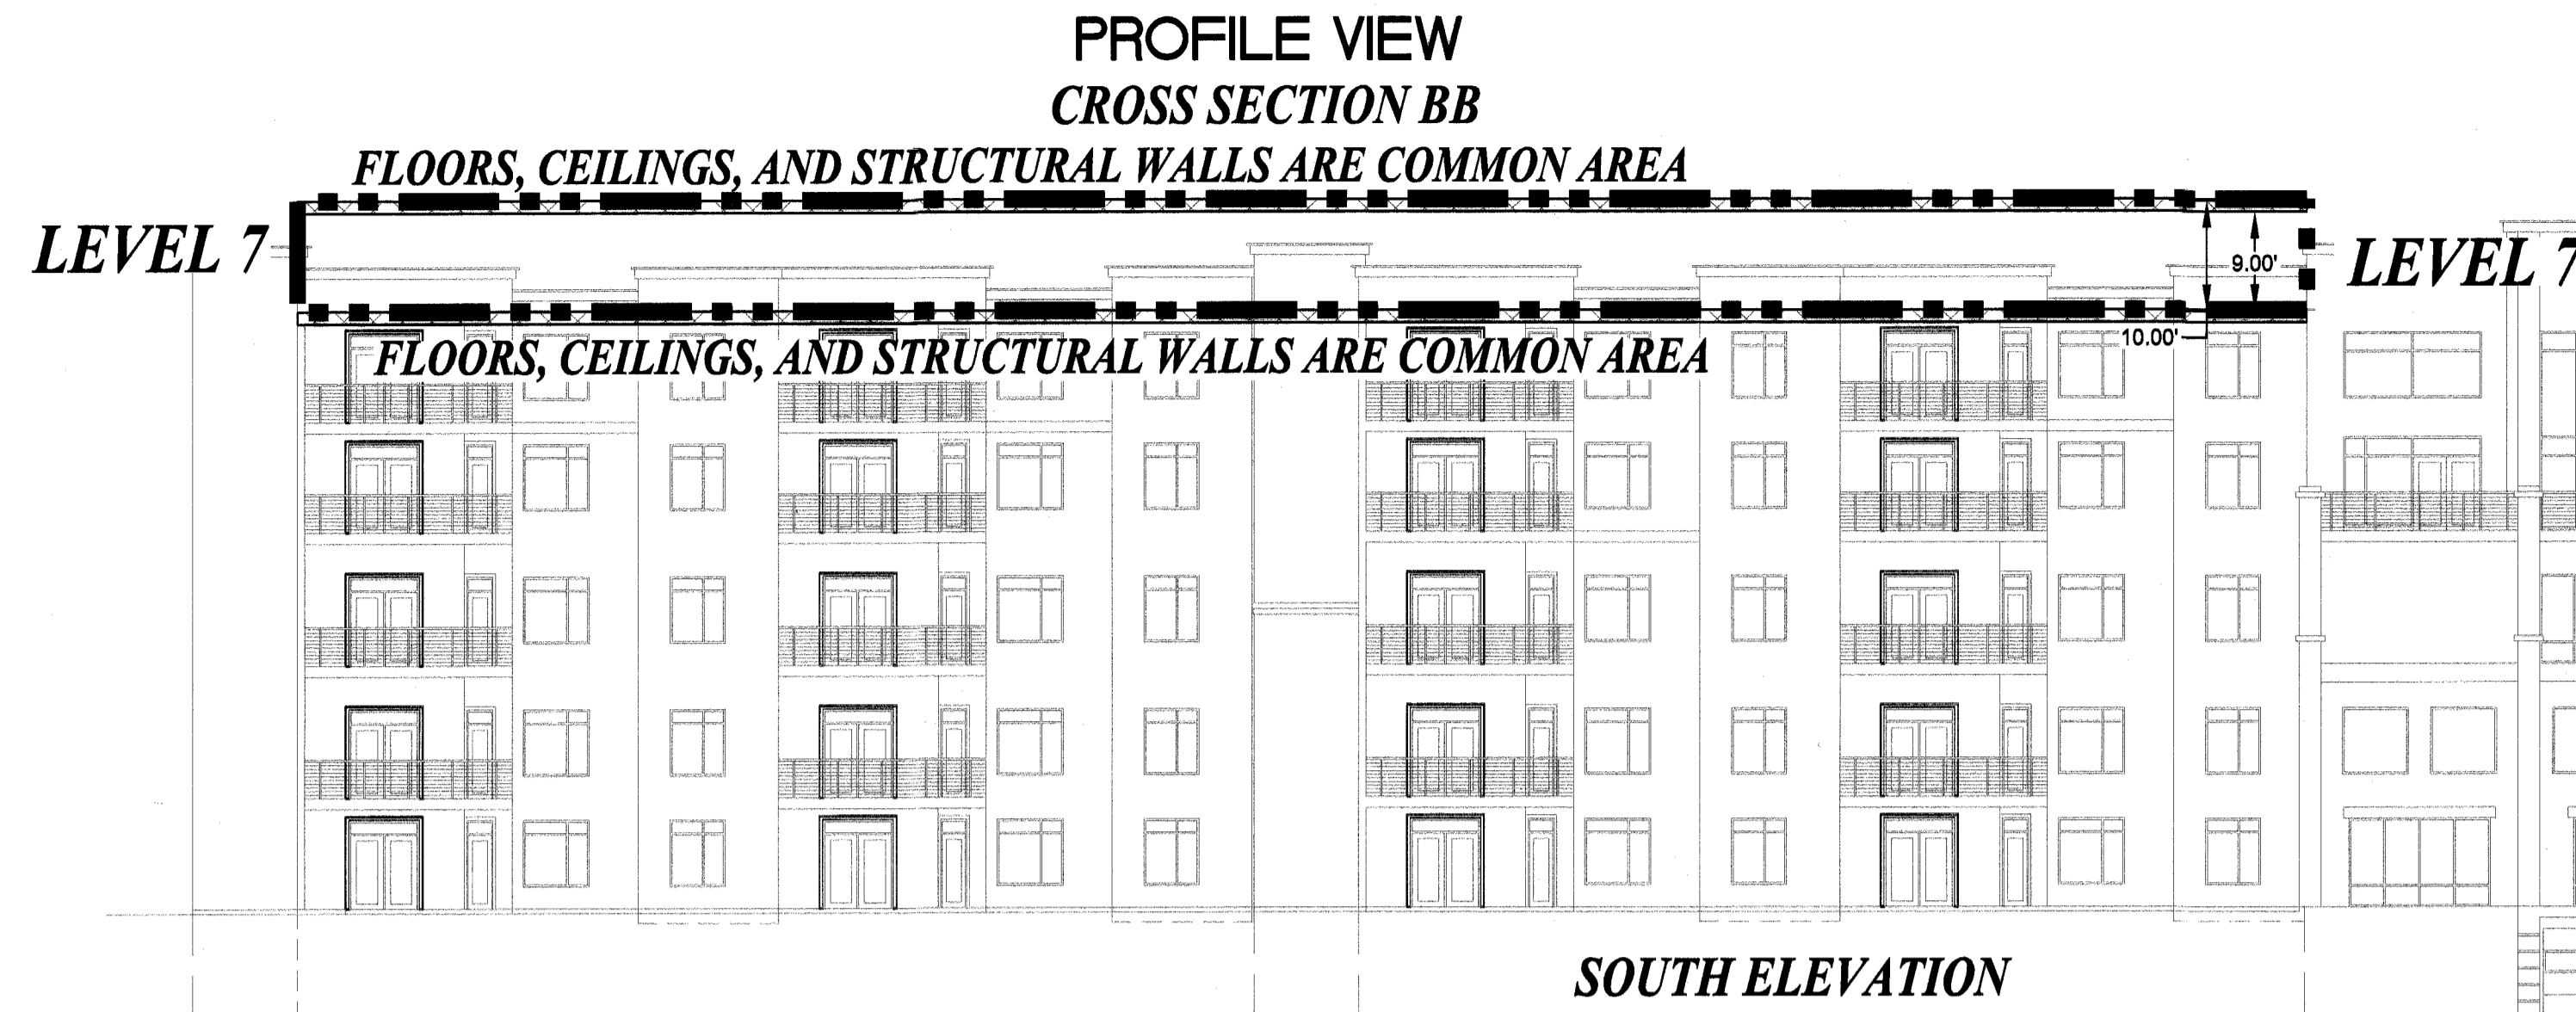 PROFILE VIEW
CROSS SECTION BB
FLOORS, CEILINGS, AND STRUCTURAL WALLS ARE COMMON AREA
LEVEL 7
9.00'
LEVEL 7
10.00'
FLOORS, CEILINGS, AND STRUCTURAL WALLS ARE COMMON AREA
SOUTH ELEVATION